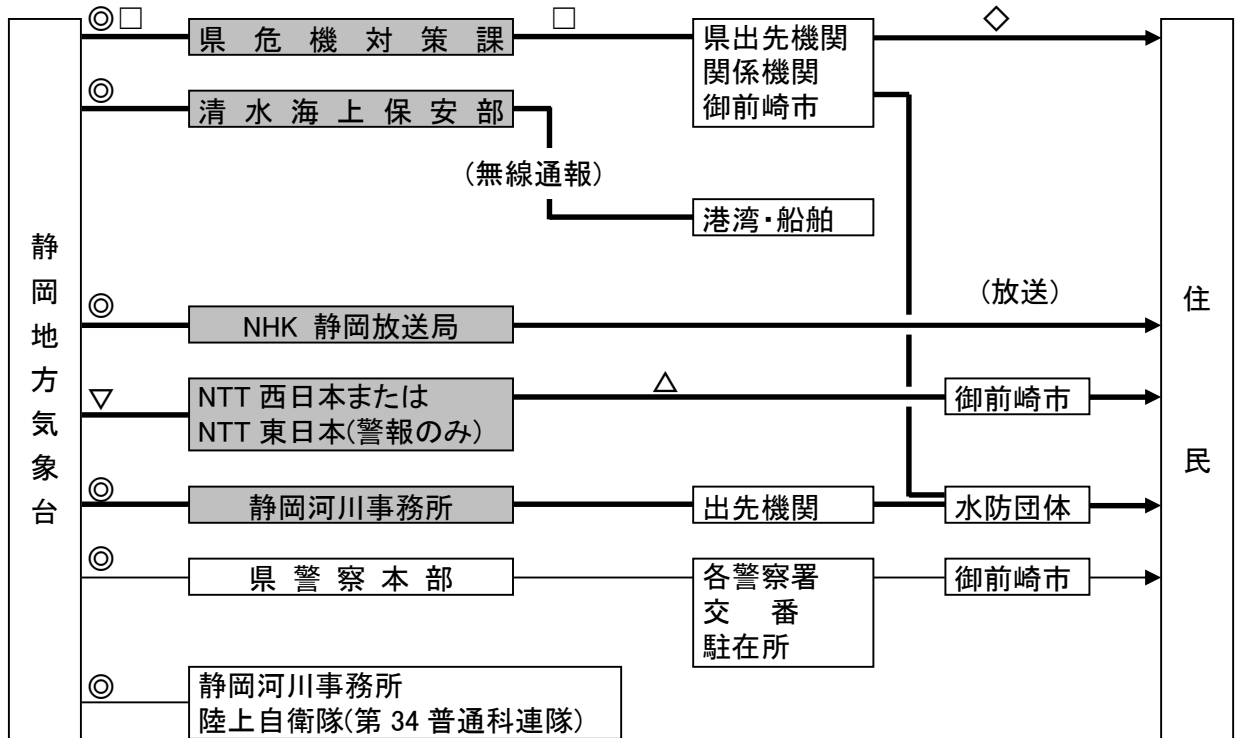 静岡地方気象台
◎□
県危機対策課
□
県出先機関
関係機関
御前崎市
◇
◎
清水海上保安部
(無線通報)
港湾・船舶
◎
NHK 静岡放送局
(放送)
▽
NTT 西日本または
NTT 東日本(警報のみ)
△
御前崎市
◎
静岡河川事務所
出先機関
水防団体
◎
県警察本部
各警察署
交番
駐在所
御前崎市
◎
静岡河川事務所
陸上自衛隊(第 34 普通科連隊)
住民